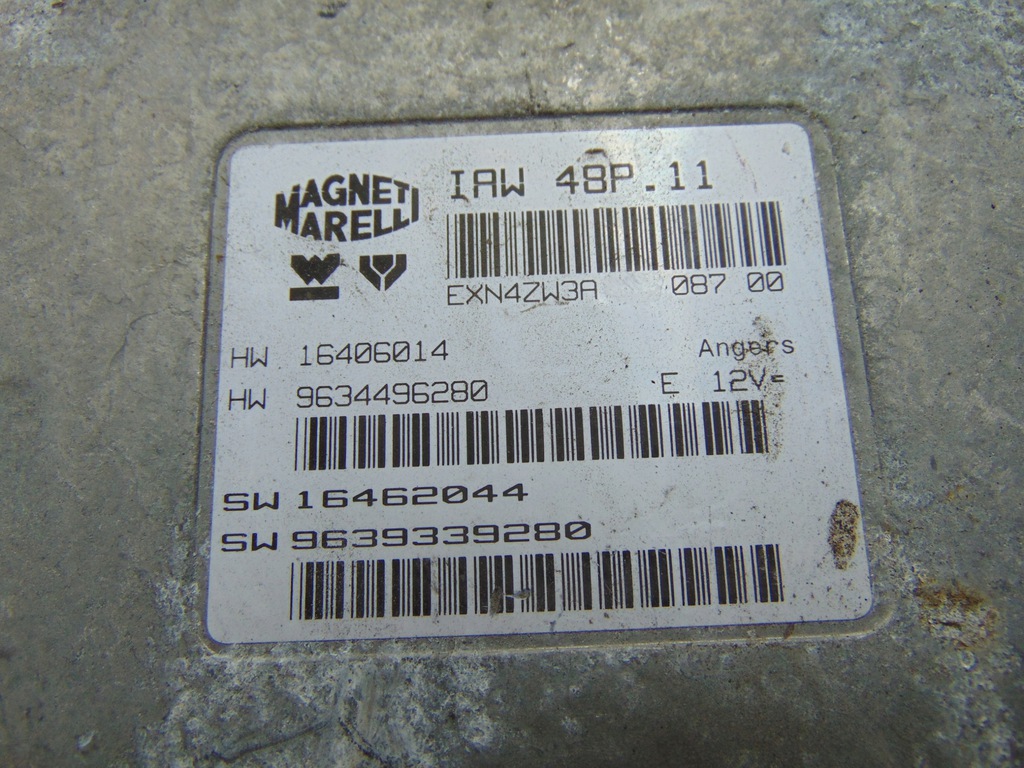 MAGNETI
MARELLI
IAW 48P.11
EXN4ZW3A 087 00
HW 16406014 Angers
HW 9634496280 E 12V=
SW 16462044
SW 9639339280